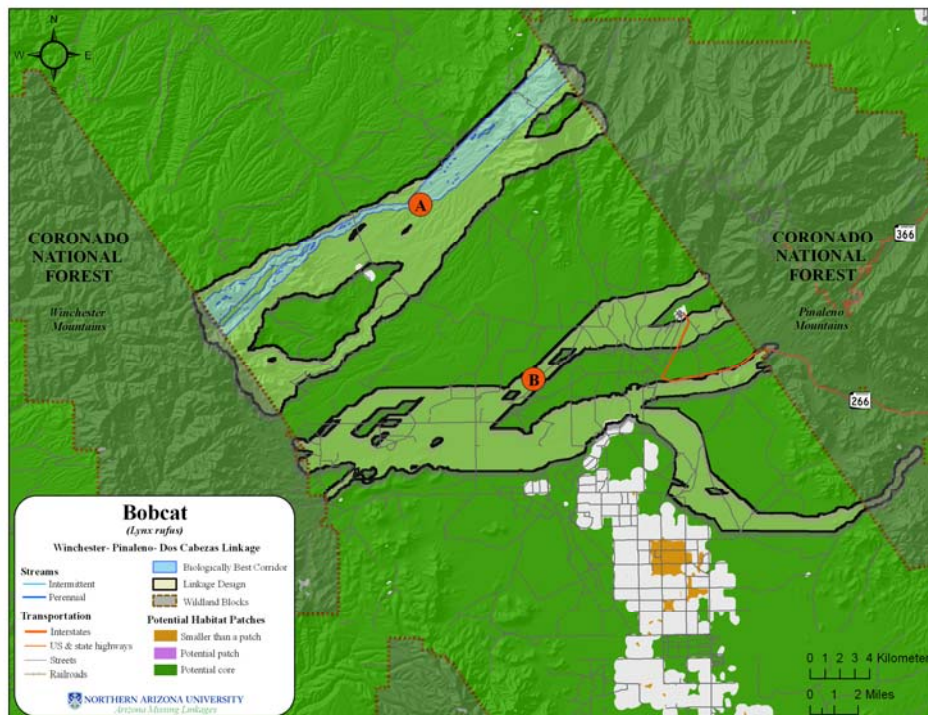 N
W E
S
A
CORONADO
NATIONAL
FOREST
Winchester
Mountains
366
CORONADO
NATIONAL
FOREST
Pinaleno
Mountains
B
266
Bobcat
(Lynx rufus)
Winchester- Pinaleno- Dos Cabezas Linkage
Streams
Intermittent
Perennial
Transportation
Interstates
US & state highways
Streets
Railroads
Biologically Best Corridor
Linkage Design
Wildland Blocks
Potential Habitat Patches
Smaller than a patch
Potential patch
Potential core
NORTHERN ARIZONA UNIVERSITY
Arizona Missing Linkages
0 1 2 3 4 Kilometer
0 1 2 Miles